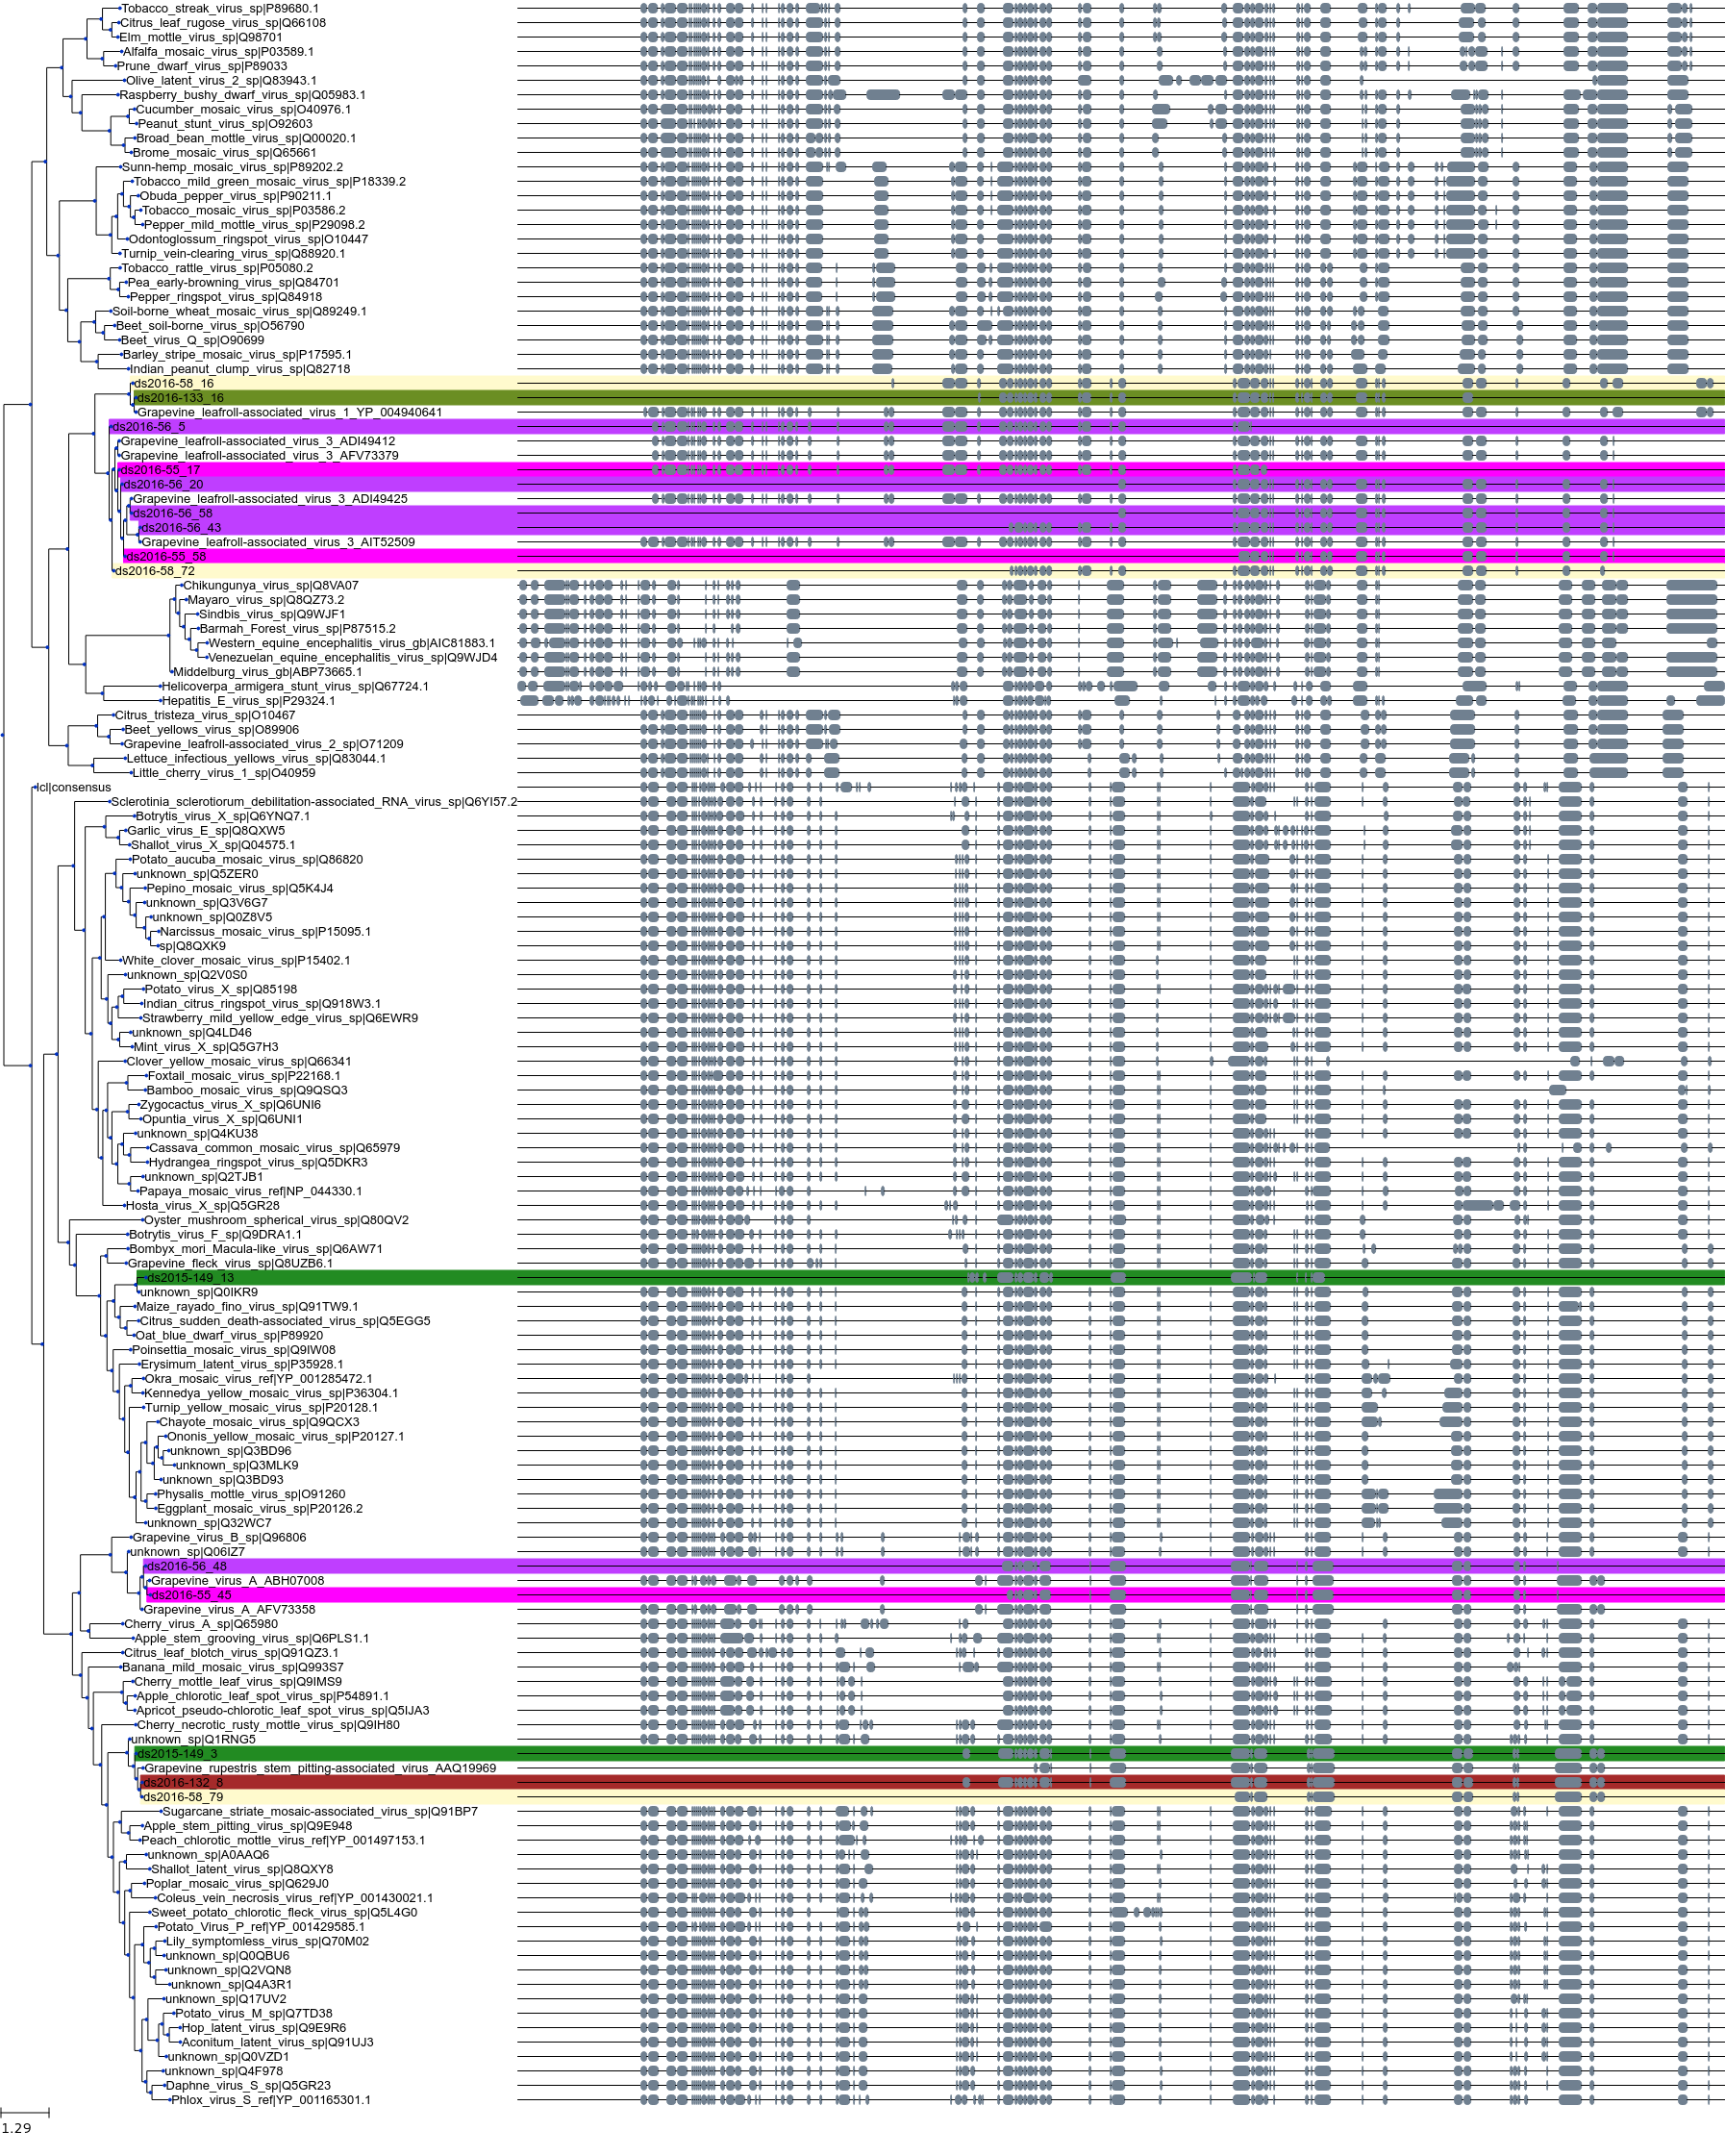 Tobacco_streak_virus_sp|P89680.1
Citrus_leaf_rugose_virus_sp|Q66108
Elm_mottle_virus_sp|Q98701
Alfalfa_mosaic_virus_sp|P03589.1
Prune_dwarf_virus_sp|P89033
Olive_latent_virus_2_sp|Q83943.1
Raspberry_bushy_dwarf_virus_sp|Q05983.1
Cucumber_mosaic_virus_sp|O40976.1
Peanut_stunt_virus_sp|O92603
Broad_bean_mottle_virus_sp|Q00020.1
Brome_mosaic_virus_sp|Q65661
Sunn-hemp_mosaic_virus_sp|P89202.2
Tobacco_mild_green_mosaic_virus_sp|P18339.2
Obuda_pepper_virus_sp|P90211.1
Tobacco_mosaic_virus_sp|P03586.2
Pepper_mild_mottle_virus_sp|P29098.2
Odontoglossum_ringspot_virus_sp|O10447
Turnip_vein-clearing_virus_sp|Q88920.1
Tobacco_rattle_virus_sp|P05080.2
Pea_early-browning_virus_sp|Q84701
Pepper_ringspot_virus_sp|Q84918
Soil-borne_wheat_mosaic_virus_sp|Q89249.1
Beet_soil-borne_virus_sp|O56790
Beet_virus_Q_sp|O90699
Barley_stripe_mosaic_virus_sp|P17595.1
Indian_peanut_clump_virus_sp|Q82718
ds2016-58_16
ds2016-133_16
Grapevine_leafroll-associated_virus_1_YP_004940641
ds2016-56_5
Grapevine_leafroll-associated_virus_3_ADI49412
Grapevine_leafroll-associated_virus_3_AFV73379
ds2016-55_17
ds2016-56_20
Grapevine_leafroll-associated_virus_3_ADI49425
ds2016-56_58
ds2016-56_43
Grapevine_leafroll-associated_virus_3_AIT52509
ds2016-55_58
ds2016-58_72
Chikungunya_virus_sp|Q8VA07
Mayaro_virus_sp|Q8QZ73.2
Sindbis_virus_sp|Q9WJF1
Barmah_Forest_virus_sp|P87515.2
Western_equine_encephalitis_virus_gb|AIC81883.1
Venezuelan_equine_encephalitis_virus_sp|Q9WJD4
Middelburg_virus_gb|ABP73665.1
Helicoverpa_armigera_stunt_virus_sp|Q67724.1
Hepatitis_E_virus_sp|P29324.1
Citrus_tristeza_virus_sp|O10467
Beet_yellows_virus_sp|O89906
Grapevine_leafroll-associated_virus_2_sp|O71209
Lettuce_infectious_yellows_virus_sp|Q83044.1
Little_cherry_virus_1_sp|O40959
lcl|consensus
Sclerotinia_sclerotiorum_debilitation-associated_RNA_virus_sp|Q6YI57.2
Botrytis_virus_X_sp|Q6YNQ7.1
Garlic_virus_E_sp|Q8QXW5
Shallot_virus_X_sp|Q04575.1
Potato_aucuba_mosaic_virus_sp|Q86820
unknown_sp|Q5ZER0
Pepino_mosaic_virus_sp|Q5K4J4
unknown_sp|Q3V6G7
unknown_sp|Q0Z8V5
Narcissus_mosaic_virus_sp|P15095.1
sp|Q8QXK9
White_clover_mosaic_virus_sp|P15402.1
unknown_sp|Q2V0S0
Potato_virus_X_sp|Q85198
Indian_citrus_ringspot_virus_sp|Q918W3.1
Strawberry_mild_yellow_edge_virus_sp|Q6EWR9
unknown_sp|Q4LD46
Mint_virus_X_sp|Q5G7H3
Clover_yellow_mosaic_virus_sp|Q66341
Foxtail_mosaic_virus_sp|P22168.1
Bamboo_mosaic_virus_sp|Q9QSQ3
Zygocactus_virus_X_sp|Q6UNI6
Opuntia_virus_X_sp|Q6UNI1
unknown_sp|Q4KU38
Cassava_common_mosaic_virus_sp|Q65979
Hydrangea_ringspot_virus_sp|Q5DKR3
unknown_sp|Q2TJB1
Papaya_mosaic_virus_ref|NP_044330.1
Hosta_virus_X_sp|Q5GR28
Oyster_mushroom_spherical_virus_sp|Q80QV2
Botrytis_virus_F_sp|Q9DRA1.1
Bombyx_mori_Macula-like_virus_sp|Q6AW71
Grapevine_fleck_virus_sp|Q8UZB6.1
ds2015-149_13
unknown_sp|Q0IKR9
Maize_rayado_fino_virus_sp|Q91TW9.1
Citrus_sudden_death-associated_virus_sp|Q5EGG5
Oat_blue_dwarf_virus_sp|P89920
Poinsettia_mosaic_virus_sp|Q9IW08
Erysimum_latent_virus_sp|P35928.1
Okra_mosaic_virus_ref|YP_001285472.1
Kennedya_yellow_mosaic_virus_sp|P36304.1
Turnip_yellow_mosaic_virus_sp|P20128.1
Chayote_mosaic_virus_sp|Q9QCX3
Ononis_yellow_mosaic_virus_sp|P20127.1
unknown_sp|Q3BD96
unknown_sp|Q3MLK9
unknown_sp|Q3BD93
Physalis_mottle_virus_sp|O91260
Eggplant_mosaic_virus_sp|P20126.2
unknown_sp|Q32WC7
Grapevine_virus_B_sp|Q96806
unknown_sp|Q06IZ7
ds2016-56_48
Grapevine_virus_A_ABH07008
ds2016-55_45
Grapevine_virus_A_AFV73358
Cherry_virus_A_sp|Q65980
Apple_stem_grooving_virus_sp|Q6PLS1.1
Citrus_leaf_blotch_virus_sp|Q91QZ3.1
Banana_mild_mosaic_virus_sp|Q993S7
Cherry_mottle_leaf_virus_sp|Q9IMS9
Apple_chlorotic_leaf_spot_virus_sp|P54891.1
Apricot_pseudo-chlorotic_leaf_spot_virus_sp|Q5IJA3
Cherry_necrotic_rusty_mottle_virus_sp|Q9IH80
unknown_sp|Q1RNG5
ds2015-149_3
Grapevine_rupestris_stem_pitting-associated_virus_AAQ19969
ds2016-132_8
ds2016-58_79
Sugarcane_striate_mosaic-associated_virus_sp|Q91BP7
Apple_stem_pitting_virus_sp|Q9E948
Peach_chlorotic_mottle_virus_ref|YP_001497153.1
unknown_sp|A0AAQ6
Shallot_latent_virus_sp|Q8QXY8
Poplar_mosaic_virus_sp|Q629J0
Coleus_vein_necrosis_virus_ref|YP_001430021.1
Sweet_potato_chlorotic_fleck_virus_sp|Q5L4G0
Potato_Virus_P_ref|YP_001429585.1
Lily_symptomless_virus_sp|Q70M02
unknown_sp|Q0QBU6
unknown_sp|Q2VQN8
unknown_sp|Q4A3R1
unknown_sp|Q17UV2
Potato_virus_M_sp|Q7TD38
Hop_latent_virus_sp|Q9E9R6
Aconitum_latent_virus_sp|Q91UJ3
unknown_sp|Q0VZD1
unknown_sp|Q4F978
Daphne_virus_S_sp|Q5GR23
Phlox_virus_S_ref|YP_001165301.1
1.29